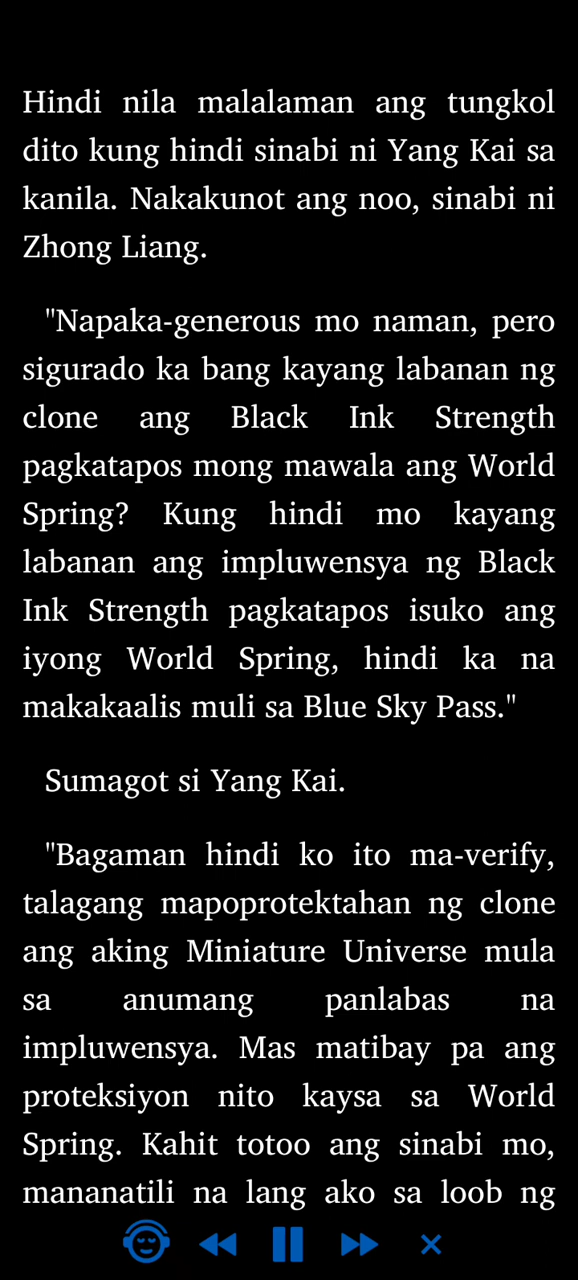 Hindi nila malalaman ang tungkol
dito kung hindi sinabi ni Yang Kai sa
kanila. Nakakunot ang noo, sinabi ni
Zhong Liang.
"Napaka-generous mo naman, pero
sigurado ka bang kayang labanan ng
clone ang Black Ink Strength
pagkatapos mong mawala ang World
Spring? Kung hindi mo kayang
labanan ang impluwensya ng Black
Ink Strength pagkatapos isuko ang
iyong World Spring, hindi ka na
makakaalis muli sa Blue Sky Pass."
Sumagot si Yang Kai.
"Bagaman hindi ko ito ma-verify,
talagang mapoprotektahan ng clone
ang aking Miniature Universe mula
sa anumang panlabas na
impluwensya. Mas matibay pa ang
proteksiyon nito kaysa sa World
Spring. Kahit totoo ang sinabi mo,
mananatili na lang ako sa loob ng